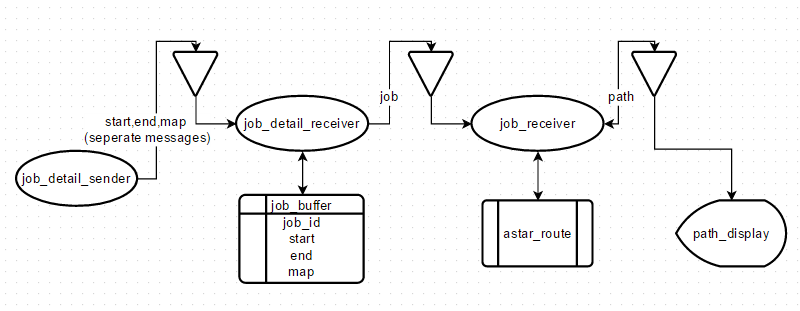 start,end,map
(seperate messages)
job_detail_sender
job_detail_receiver
job
job_receiver
path
job_buffer
job_id
start
end
map
astar_route
path_display